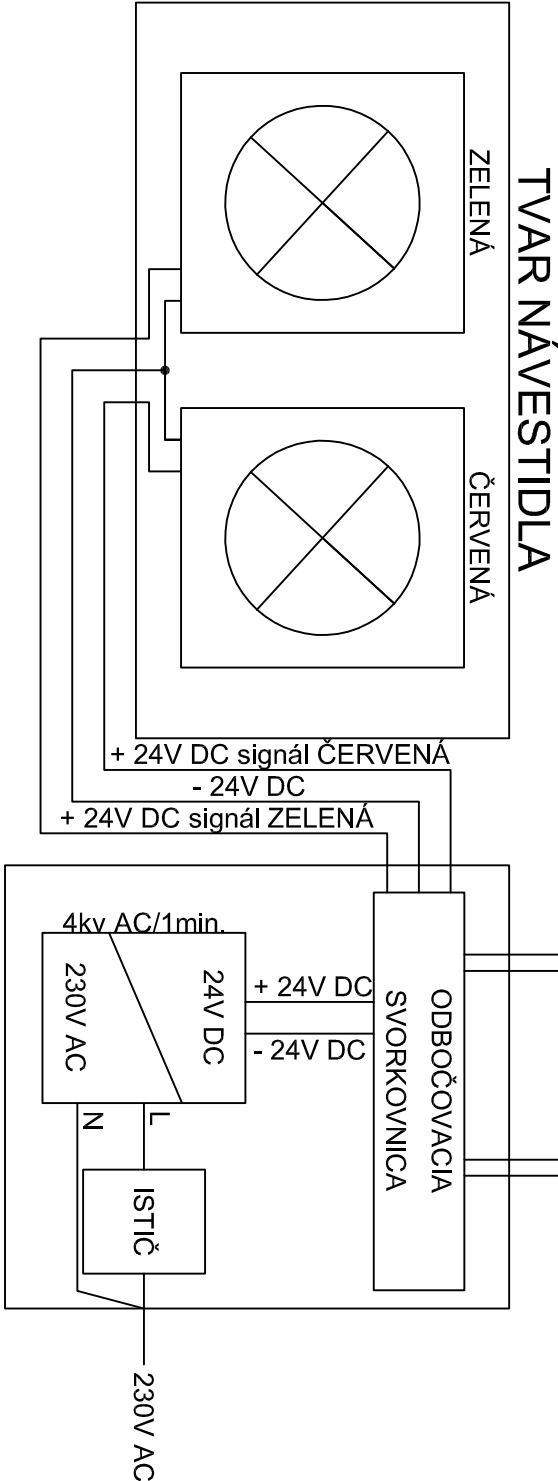 TVAR NÁVESTIDLA
ZELENÁ
ČERVENÁ
+ 24V DC signál ČERVENÁ
- 24V DC
+ 24V DC signál ZELENÁ
4kv AC/1min.
24V DC
230V AC
+ 24V DC
- 24V DC
ODBOČOVACIA
SVORKOVNICA
L
N
ISTIČ
230V AC